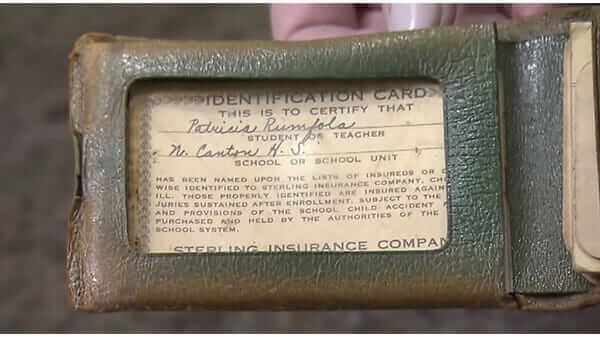 IDENTIFICATION CARD
THIS IS TO CERTIFY THAT
Patricia Rumfola
STUDENT OR TEACHER
N. Canton H. S.
SCHOOL OR SCHOOL UNIT
HAS BEEN NAMED UPON THE LISTS OF INSUREDS OR
WISE IDENTIFIED TO STERLING INSURANCE COMPANY, CH
ILL. THOSE PROPERLY IDENTIFIED ARE INSURED AGAIN
JURIES SUSTAINED AFTER ENROLLMENT, SUBJECT TO THE
AND PROVISIONS OF THE SCHOOL CHILD ACCIDENT
PURCHASED AND HELD BY THE AUTHORITIES OF THE
SCHOOL SYSTEM.
STERLING INSURANCE COMPAN